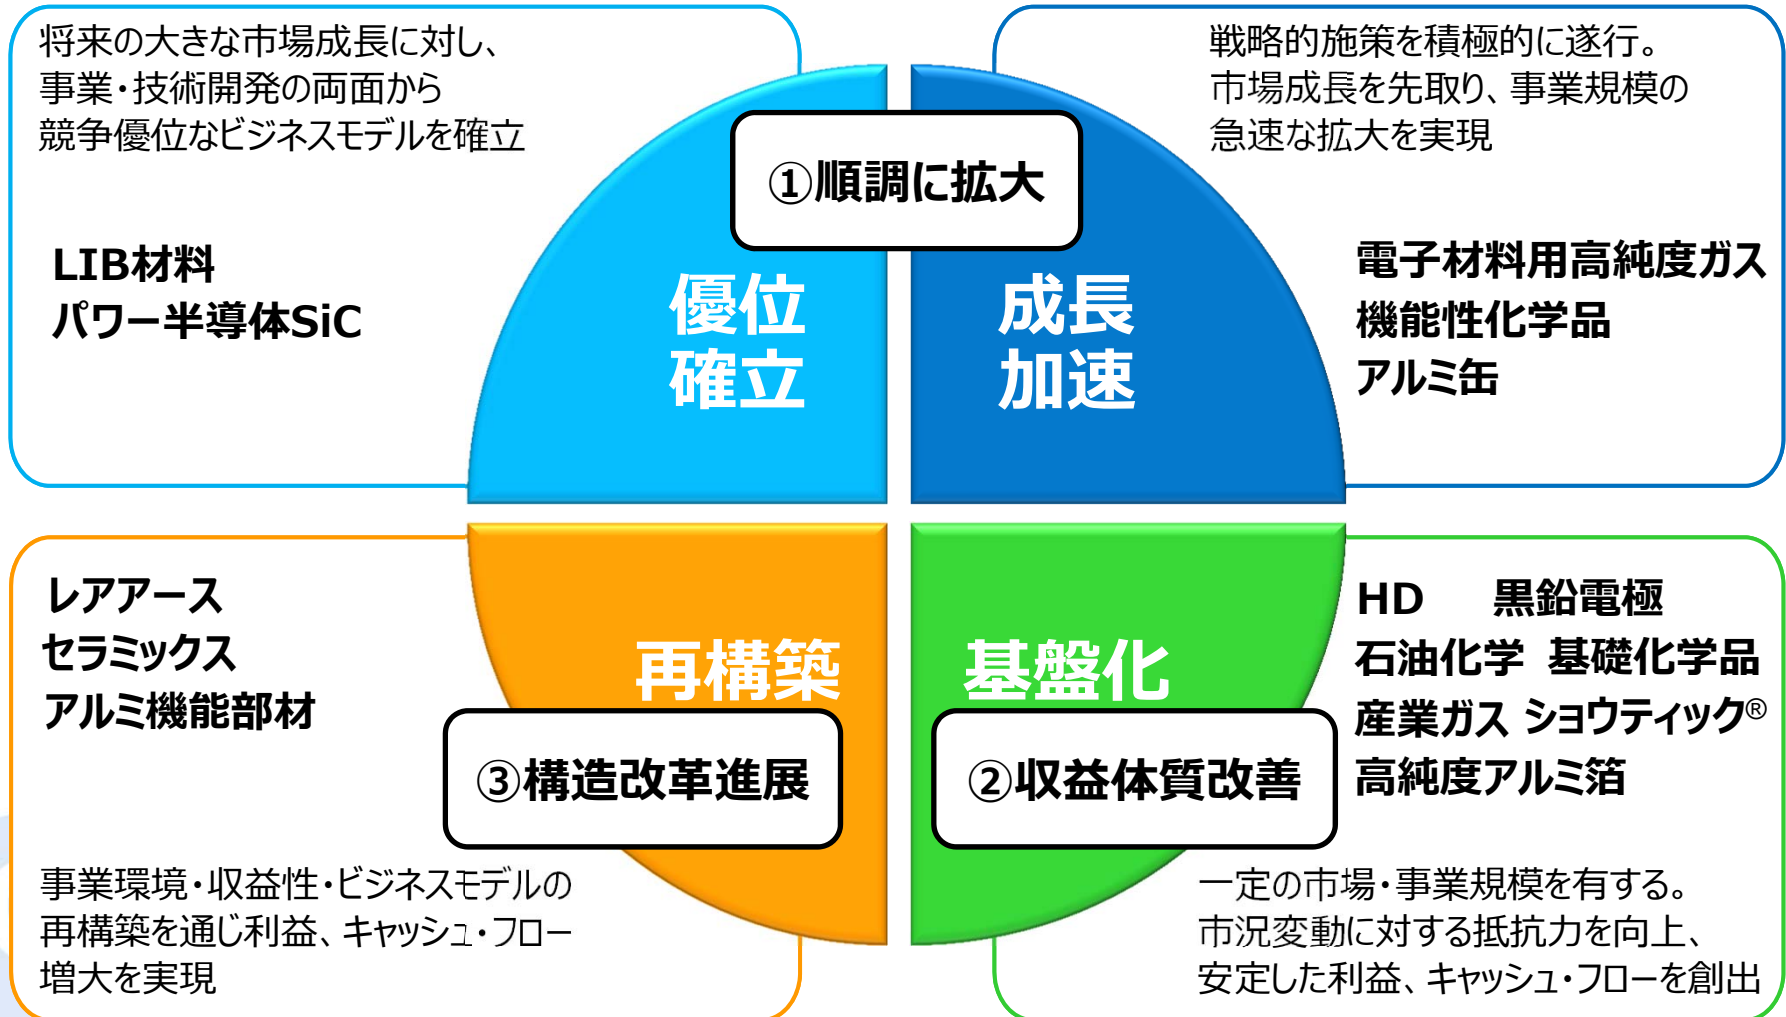 将来の大きな市場成長に対し、
事業・技術開発の両面から
競争優位なビジネスモデルを確立
LIB材料
パワー半導体SiC
戦略的施策を積極的に遂行。
市場成長を先取り、事業規模の
急速な拡大を実現
電子材料用高純度ガス
機能性化学品
アルミ缶
①順調に拡大
優位
確立
成長
加速
レアアース
セラミックス
アルミ機能部材
再構築
③構造改革進展
事業環境・収益性・ビジネスモデルの
再構築を通じ利益、キャッシュ・フロー
増大を実現
基盤化
②収益体質改善
HD 黒鉛電極
石油化学 基礎化学品
産業ガス ショウティック®
高純度アルミ箔
一定の市場・事業規模を有する。
市況変動に対する抵抗力を向上、
安定した利益、キャッシュ・フローを創出